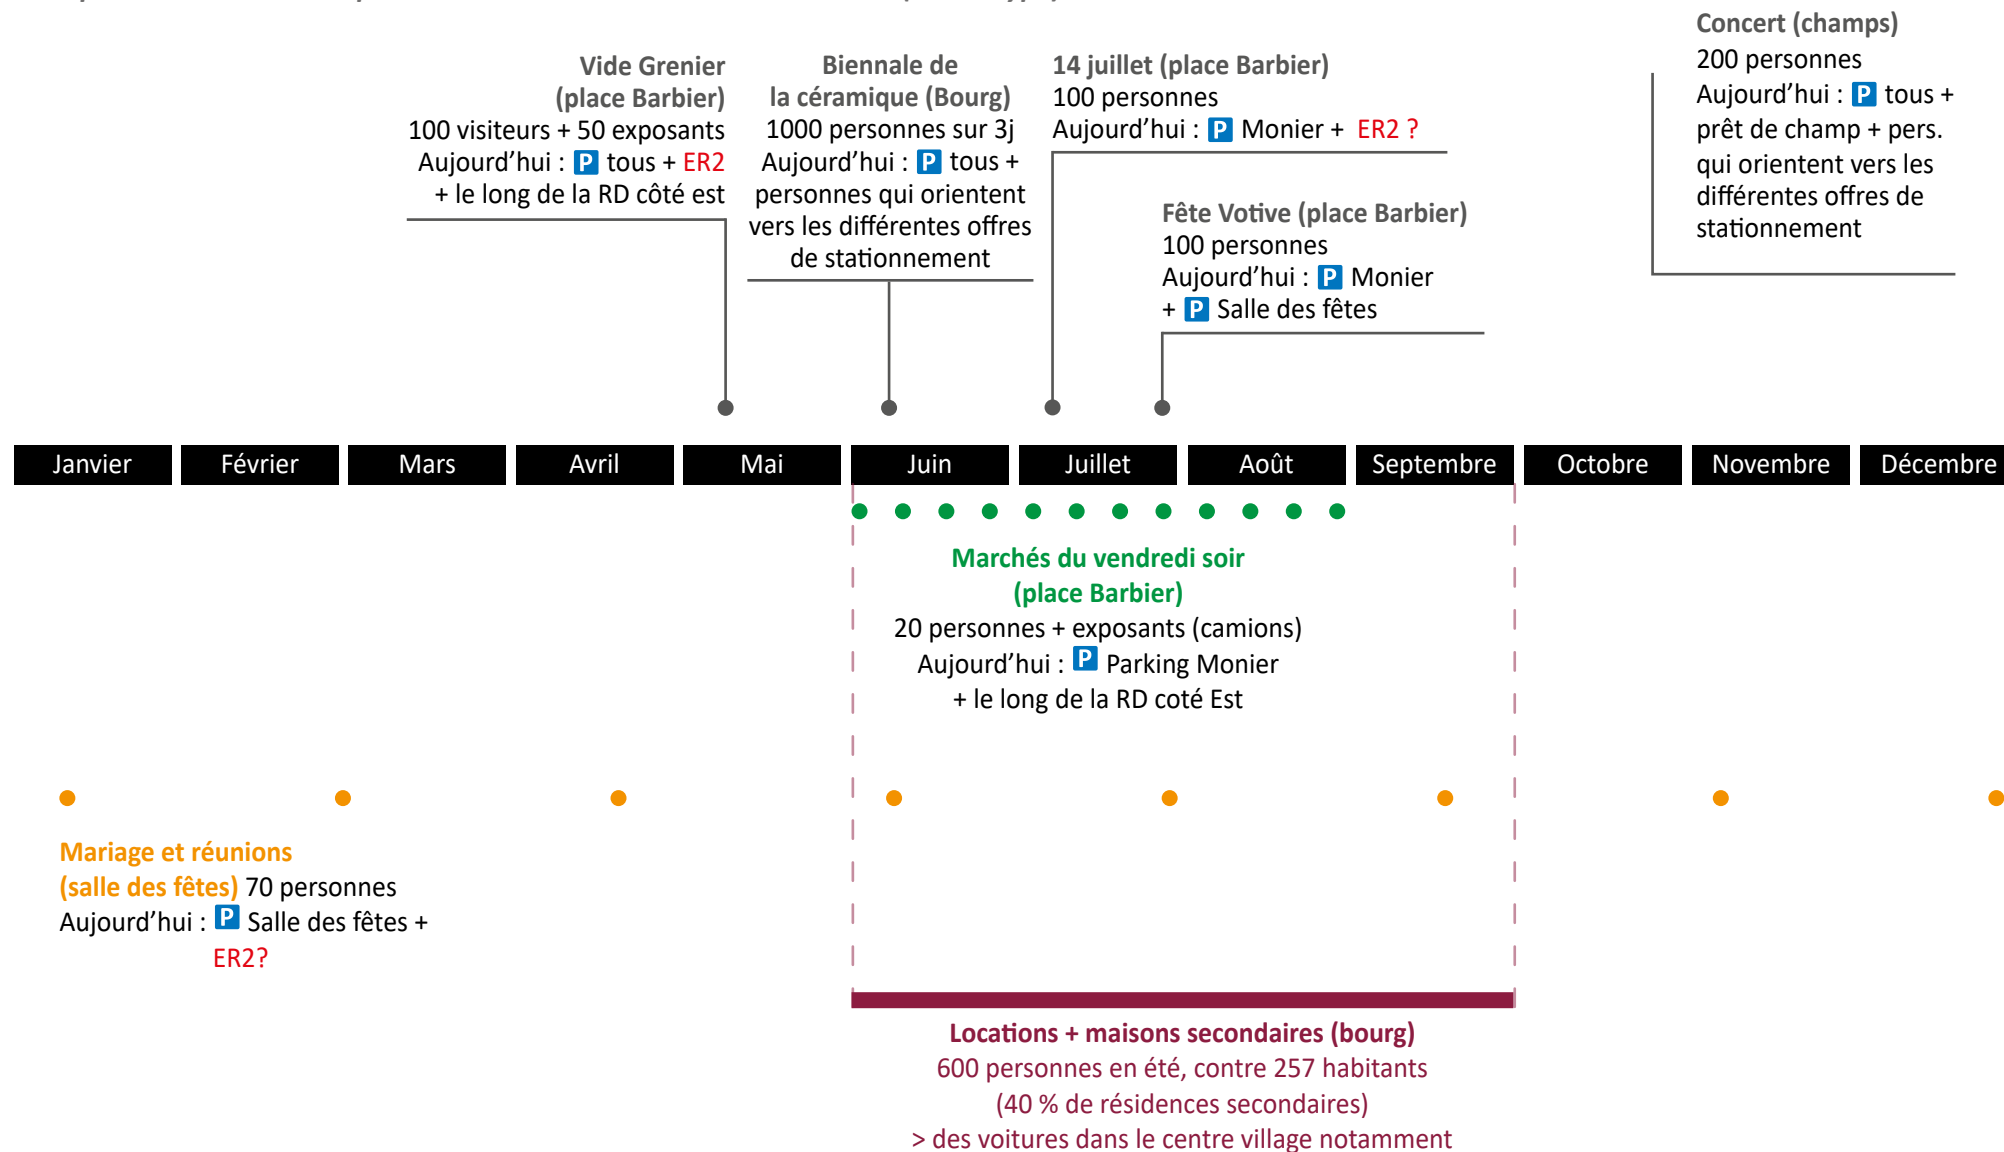 Vide Grenier
(place Barbier)
100 visiteurs + 50 exposants
Aujourd’hui : P tous + ER2
+ le long de la RD côté est
Biennale de
la céramique (Bourg)
1000 personnes sur 3j
Aujourd’hui : P tous +
personnes qui orientent
vers les différentes offres
de stationnement
14 juillet (place Barbier)
100 personnes
Aujourd’hui : P Monier + ER2 ?
Fête Votive (place Barbier)
100 personnes
Aujourd’hui : P Monier
+ P Salle des fêtes
Concert (champs)
200 personnes
Aujourd’hui : P tous +
prêt de champ + pers.
qui orientent vers les
différentes offres de
stationnement
Janvier Février Mars Avril Mai Juin Juillet Août Septembre Octobre Novembre Décembre
Marchés du vendredi soir
(place Barbier)
20 personnes + exposants (camions)
Aujourd’hui : P Parking Monier
+ le long de la RD coté Est
Mariage et réunions
(salle des fêtes) 70 personnes
Aujourd’hui : P Salle des fêtes +
ER2?
Locations + maisons secondaires (bourg)
600 personnes en été, contre 257 habitants
(40 % de résidences secondaires)
> des voitures dans le centre village notamment